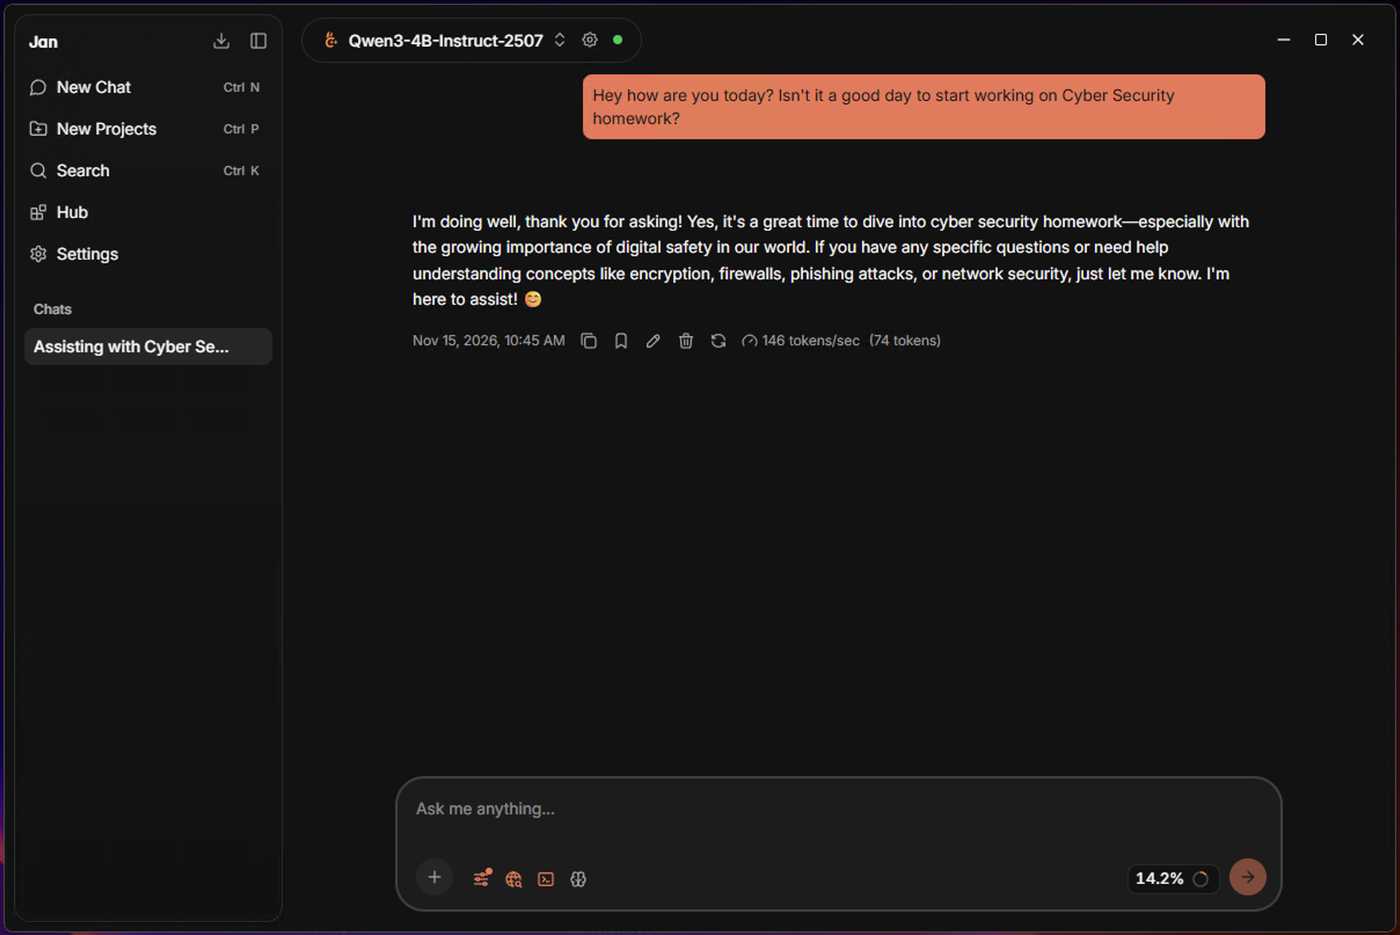 Jan
New Chat Ctrl N
New Projects Ctrl P
Search Ctrl K
Hub
Settings
Chats
Assisting with Cyber Se...
Qwen3-4B-Instruct-2507
Hey how are you today? Isn't it a good day to start working on Cyber Security
homework?
I'm doing well, thank you for asking! Yes, it's a great time to dive into cyber security homework—especially with
the growing importance of digital safety in our world. If you have any specific questions or need help
understanding concepts like encryption, firewalls, phishing attacks, or network security, just let me know. I'm
here to assist! 😊
Nov 15, 2026, 10:45 AM 146 tokens/sec (74 tokens)
Ask me anything...
14.2%